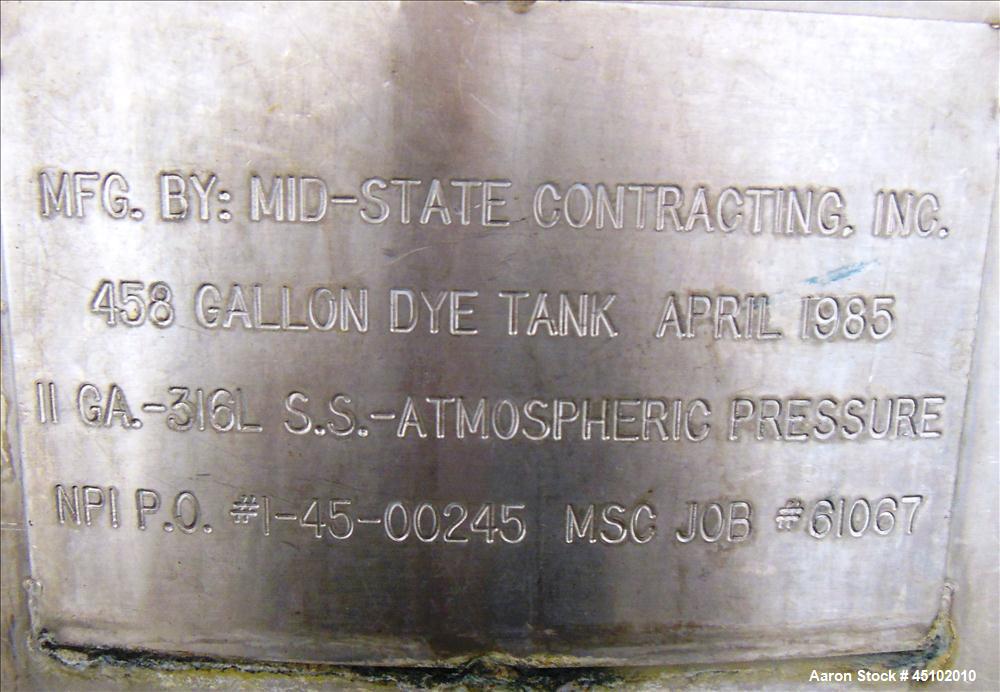 MFG. BY: MID-STATE CONTRACTING. INC.
458 GALLON DYE TANK APRIL 1985
11 GA.-316L S.S.-ATMOSPHERIC PRESSURE
NPI P.O. #1-45-00245 MSC JOB #61067
Aaron Stock # 45102010